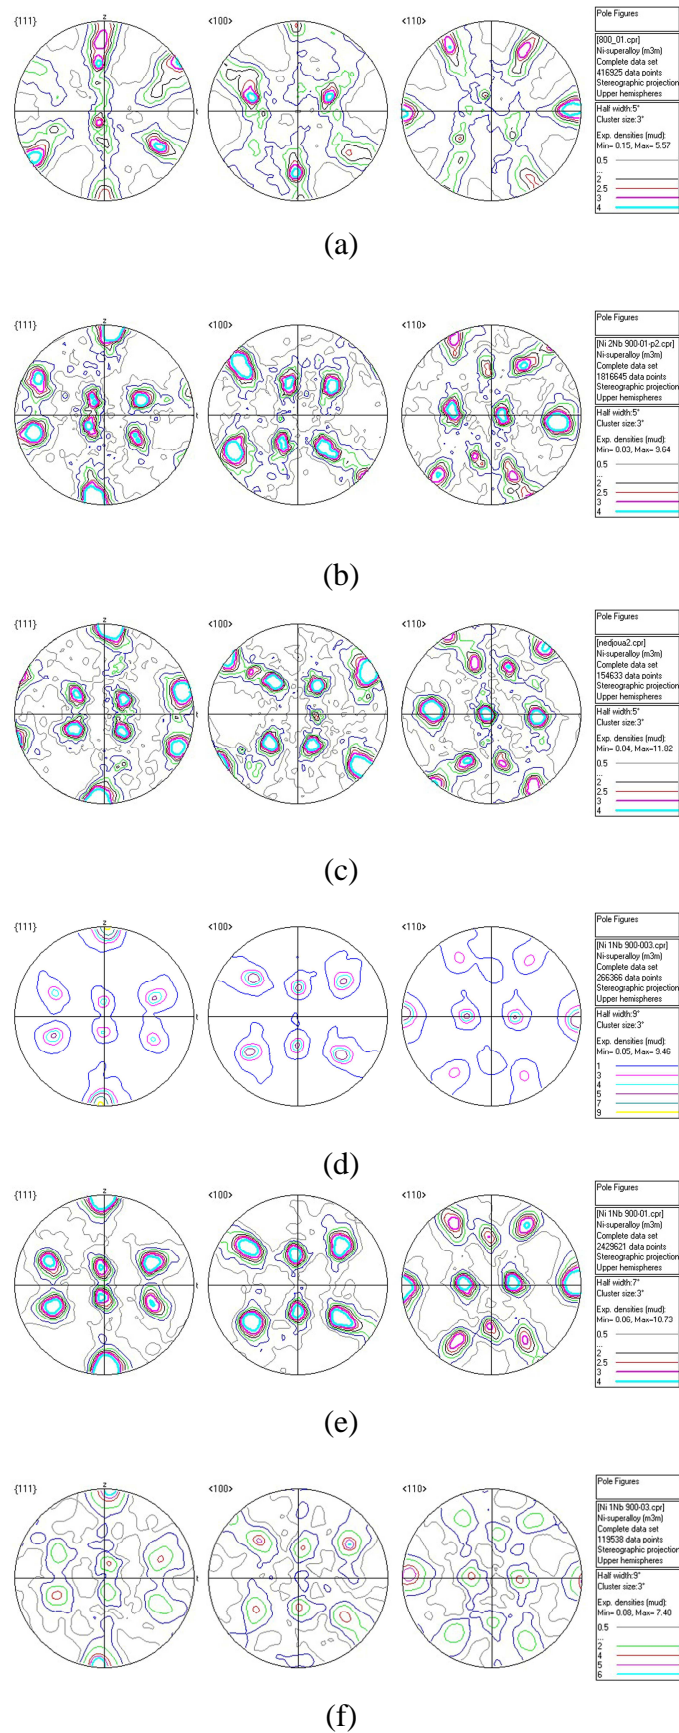 {111}
z
t
<100>
<110>
Pole Figures
[800_01.cpr]
Ni-superalloy (m3m)
Complete data set
416925 data points
Stereographic projection
Upper hemispheres
Half width:5°
Cluster size:3°
Exp. densities (mud):
Min= 0.15, Max= 5.57
0.5
...
2
2.5
3
4
(a)
{111}
z
t
<100>
<110>
Pole Figures
[Ni 2Nb 900-01-p2.cpr]
Ni-superalloy (m3m)
Complete data set
1816645 data points
Stereographic projection
Upper hemispheres
Half width:5°
Cluster size:3°
Exp. densities (mud):
Min= 0.03, Max= 9.64
0.5
...
2
2.5
3
4
(b)
{111}
z
t
<100>
<110>
Pole Figures
[nedjoua2.cpr]
Ni-superalloy (m3m)
Complete data set
154633 data points
Stereographic projection
Upper hemispheres
Half width:5°
Cluster size:3°
Exp. densities (mud):
Min= 0.04, Max=11.02
0.5
...
2
2.5
3
4
(c)
{111}
z
t
<100>
<110>
Pole Figures
[Ni 1Nb 900-003.cpr]
Ni-superalloy (m3m)
Complete data set
266366 data points
Stereographic projection
Upper hemispheres
Half width:9°
Cluster size:3°
Exp. densities (mud):
Min= 0.05, Max= 9.46
1
3
4
5
7
9
(d)
{111}
z
t
<100>
<110>
Pole Figures
[Ni 1Nb 900-01.cpr]
Ni-superalloy (m3m)
Complete data set
2429621 data points
Stereographic projection
Upper hemispheres
Half width:7°
Cluster size:3°
Exp. densities (mud):
Min= 0.06, Max=10.73
0.5
...
2
2.5
3
4
(e)
{111}
z
t
<100>
<110>
Pole Figures
[Ni 1Nb 900-03.cpr]
Ni-superalloy (m3m)
Complete data set
119538 data points
Stereographic projection
Upper hemispheres
Half width:9°
Cluster size:3°
Exp. densities (mud):
Min= 0.08, Max= 7.40
0.5
...
2
4
5
6
(f)